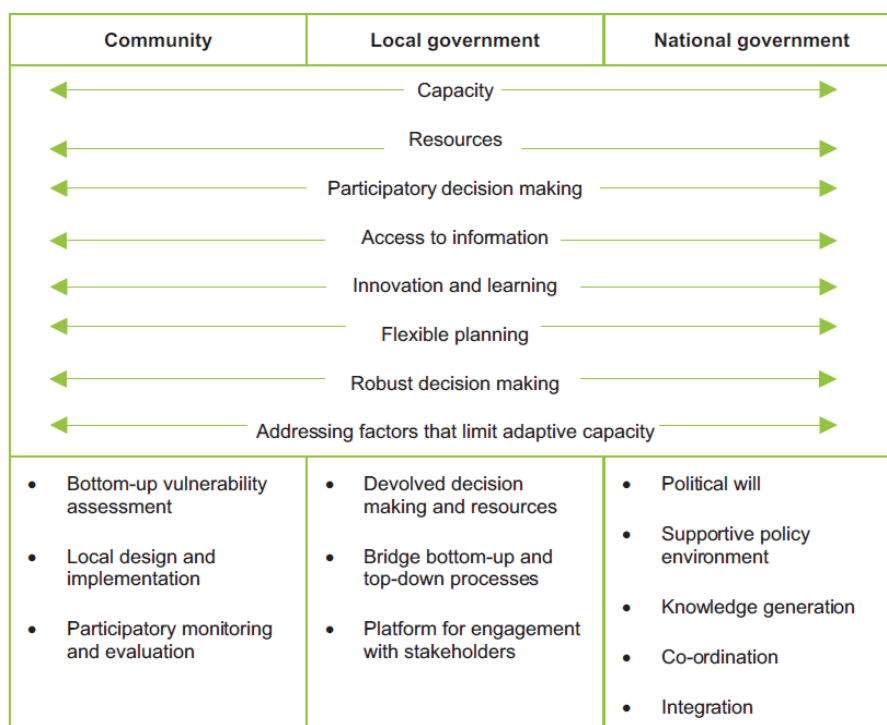 Community
Local government
National government
Capacity
Resources
Participatory decision making
Access to information
Innovation and learning
Flexible planning
Robust decision making
Addressing factors that limit adaptive capacity
• Bottom-up vulnerability
assessment
• Local design and
implementation
• Participatory monitoring
and evaluation
• Devolved decision
making and resources
• Bridge bottom-up and
top-down processes
• Platform for engagement
with stakeholders
• Political will
• Supportive policy
environment
• Knowledge generation
• Co-ordination
• Integration